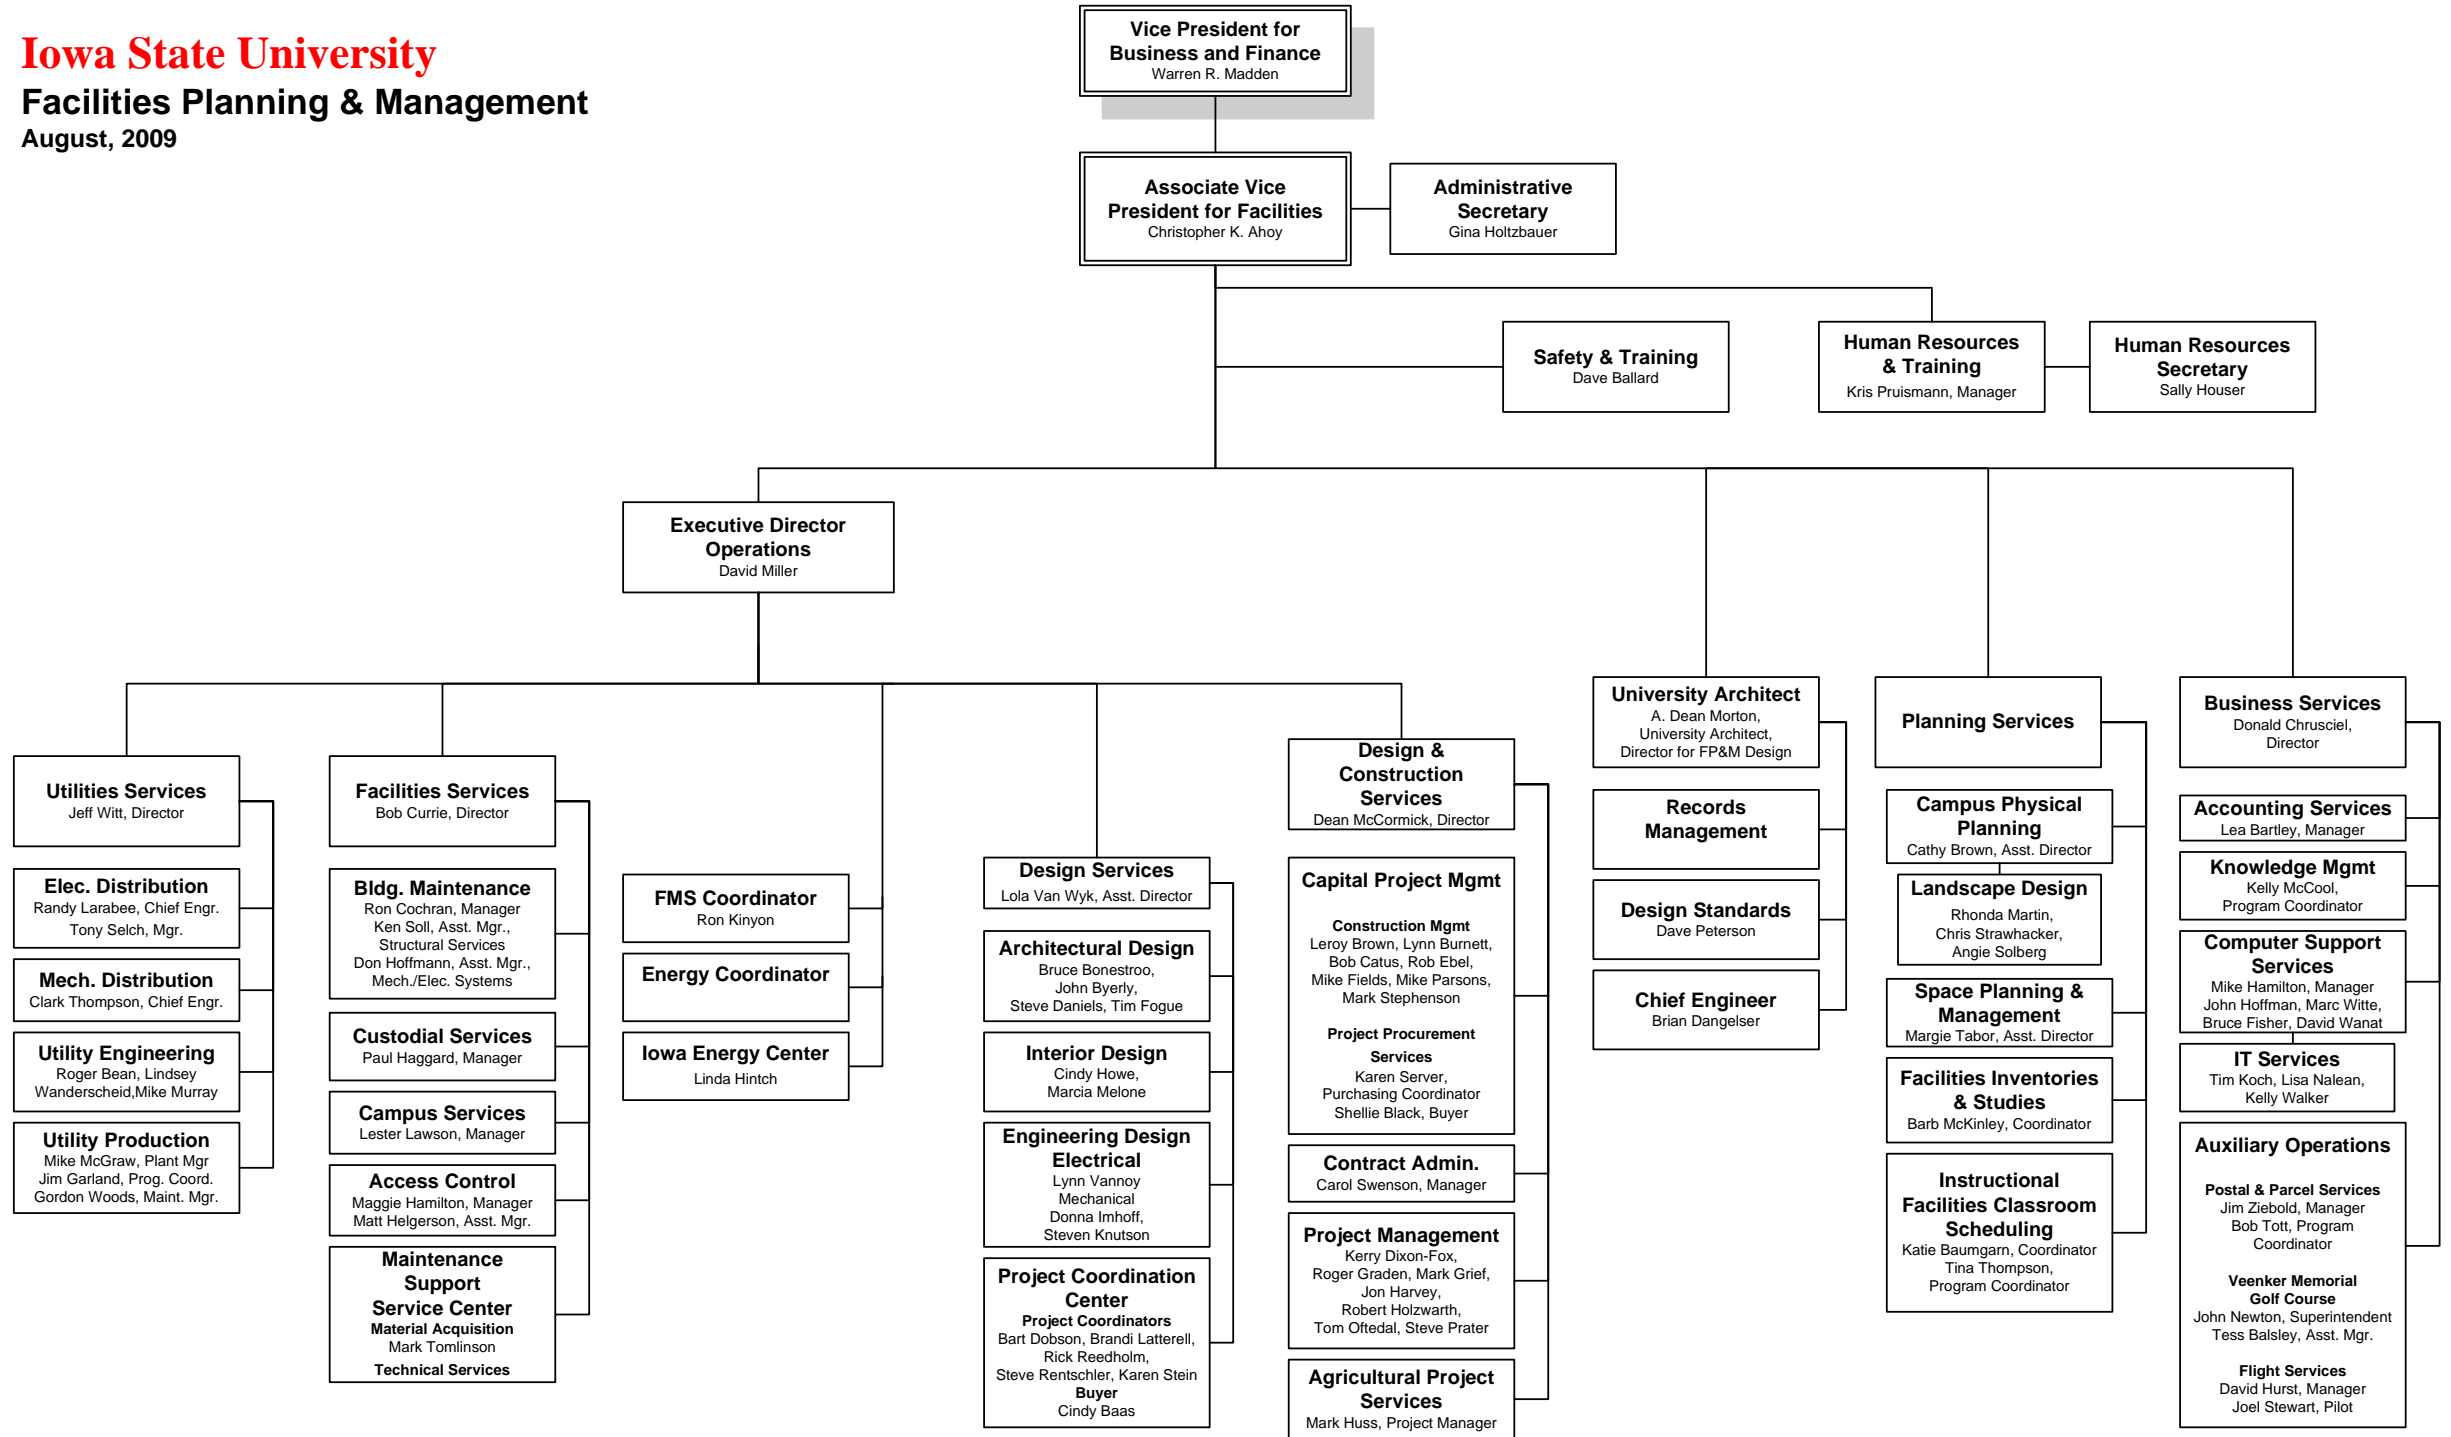 Iowa State University
Facilities Planning & Management
August, 2009
Vice President for
Business and Finance
Warren R. Madden
Associate Vice
President for Facilities
Christopher K. Ahoy
Administrative
Secretary
Gina Holtzbauer
Safety & Training
Dave Ballard
Human Resources
& Training
Kris Pruismann, Manager
Human Resources
Secretary
Sally Houser
Executive Director
Operations
David Miller
Utilities Services
Jeff Witt, Director
Elec. Distribution
Randy Larabee, Chief Engr.
Tony Selch, Mgr.
Mech. Distribution
Clark Thompson, Chief Engr.
Utility Engineering
Roger Bean, Lindsey
Wanderscheid,Mike Murray
Utility Production
Mike McGraw, Plant Mgr
Jim Garland, Prog. Coord.
Gordon Woods, Maint. Mgr.
Facilities Services
Bob Currie, Director
Bldg. Maintenance
Ron Cochran, Manager
Ken Soll, Asst. Mgr.,
Structural Services
Don Hoffmann, Asst. Mgr.,
Mech./Elec. Systems
Custodial Services
Paul Haggard, Manager
Campus Services
Lester Lawson, Manager
Access Control
Maggie Hamilton, Manager
Matt Helgerson, Asst. Mgr.
Maintenance
Support
Service Center
Material Acquisition
Mark Tomlinson
Technical Services
FMS Coordinator
Ron Kinyon
Energy Coordinator
Iowa Energy Center
Linda Hintch
Design Services
Lola Van Wyk, Asst. Director
Architectural Design
Bruce Bonestroo,
John Byerly,
Steve Daniels, Tim Fogue
Interior Design
Cindy Howe,
Marcia Melone
Engineering Design
Electrical
Lynn Vannoy
Mechanical
Donna Imhoff,
Steven Knutson
Project Coordination
Center
Project Coordinators
Bart Dobson, Brandi Latterell,
Rick Reedholm,
Steve Rentschler, Karen Stein
Buyer
Cindy Baas
Design &
Construction
Services
Dean McCormick, Director
Capital Project Mgmt
Construction Mgmt
Leroy Brown, Lynn Burnett,
Bob Catus, Rob Ebel,
Mike Fields, Mike Parsons,
Mark Stephenson
Project Procurement
Services
Karen Server,
Purchasing Coordinator
Shellie Black, Buyer
Contract Admin.
Carol Swenson, Manager
Project Management
Kerry Dixon-Fox,
Roger Graden, Mark Grief,
Jon Harvey,
Robert Holzwarth,
Tom Oftedal, Steve Prater
Agricultural Project
Services
Mark Huss, Project Manager
University Architect
A. Dean Morton,
University Architect,
Director for FP&M Design
Records
Management
Design Standards
Dave Peterson
Chief Engineer
Brian Dangelser
Planning Services
Campus Physical
Planning
Cathy Brown, Asst. Director
Landscape Design
Rhonda Martin,
Chris Strawhacker,
Angie Solberg
Space Planning &
Management
Margie Tabor, Asst. Director
Facilities Inventories
& Studies
Barb McKinley, Coordinator
Instructional
Facilities Classroom
Scheduling
Katie Baumgarn, Coordinator
Tina Thompson,
Program Coordinator
Business Services
Donald Chrusciel,
Director
Accounting Services
Lea Bartley, Manager
Knowledge Mgmt
Kelly McCool,
Program Coordinator
Computer Support
Services
Mike Hamilton, Manager
John Hoffman, Marc Witte,
Bruce Fisher, David Wanat
IT Services
Tim Koch, Lisa Nalean,
Kelly Walker
Auxiliary Operations
Postal & Parcel Services
Jim Ziebold, Manager
Bob Tott, Program
Coordinator
Veenker Memorial
Golf Course
John Newton, Superintendent
Tess Balsley, Asst. Mgr.
Flight Services
David Hurst, Manager
Joel Stewart, Pilot